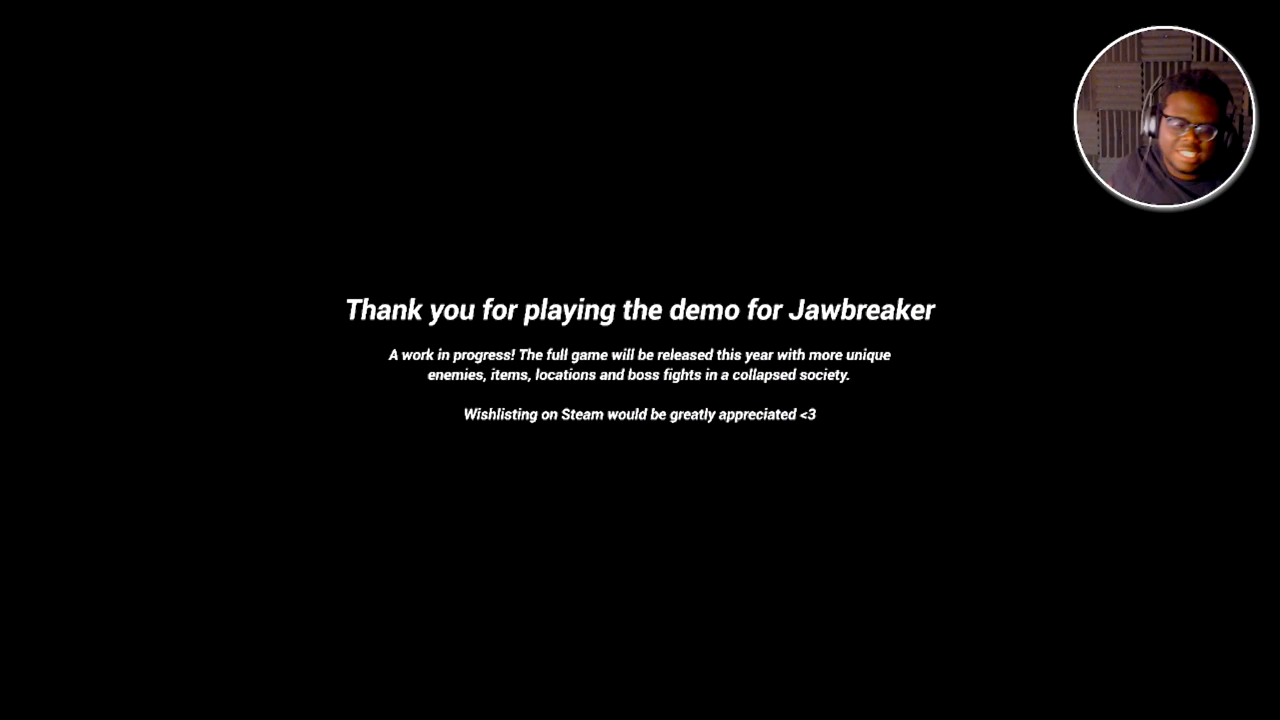 Thank you for playing the demo for Jawbreaker
A work in progress! The full game will be released this year with more unique
enemies, items, locations and boss fights in a collapsed society.
Wishlisting on Steam would be greatly appreciated <3